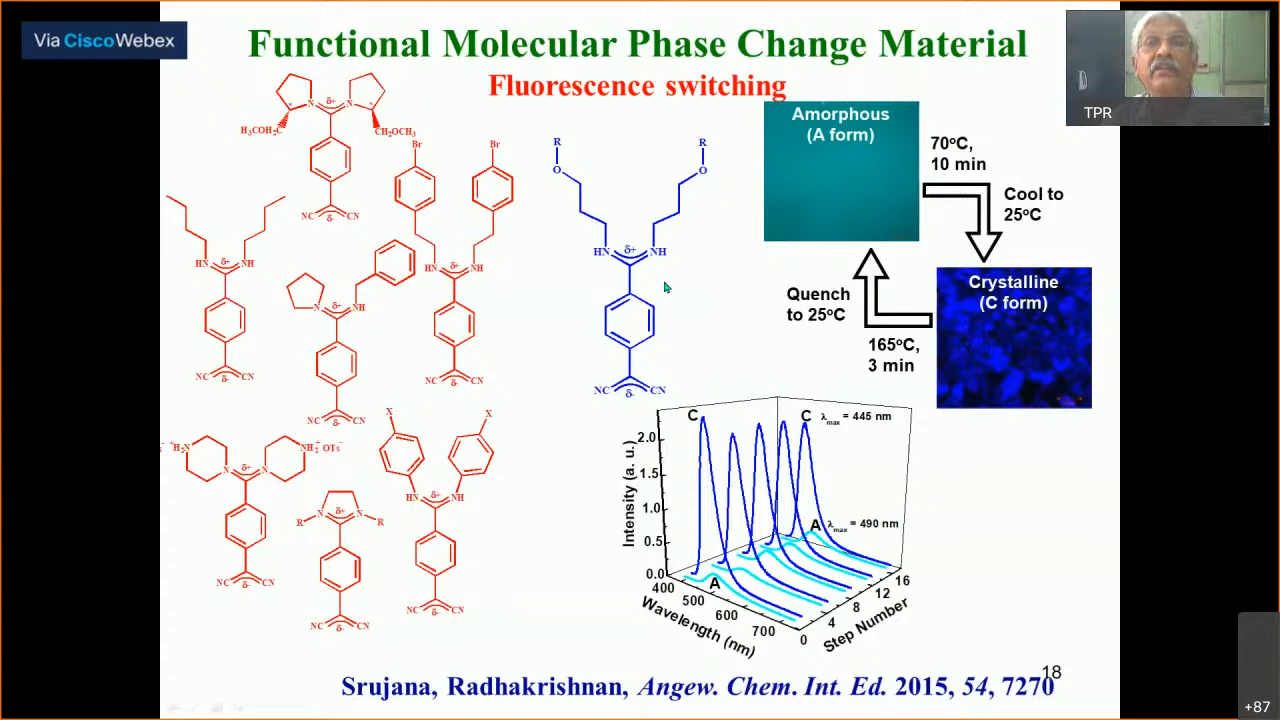 Via CiscoWebex
Functional Molecular Phase Change Material
Fluorescence switching
TPR
Amorphous
(A form)
70°C,
10 min
Cool to
25°C
Crystalline
(C form)
Quench
to 25°C
165°C,
3 min
N δ+ N
H₃COH₂C
CH₂OCH₃
NC δ- CN
Br Br
HN δ+ NH
NC δ- CN
R R
O O
HN δ+ NH
NC δ- CN
HN δ+ NH
NC δ- CN
N δ+ NH
NC δ- CN
⁺H₂N
NH₂⁺ OTs⁻
N δ+ N
NC δ- CN
R N δ+ N R
NC δ- CN
X X
HN δ+ NH
NC δ- CN
C C λmax = 445 nm
A λmax = 490 nm
A
Intensity (a. u.)
2.0
1.5
1.0
0.5
0.0
400
500
600
700
Wavelength (nm)
0
4
8
12
16
Step Number
Srujana, Radhakrishnan, Angew. Chem. Int. Ed. 2015, 54, 7270
18
+87